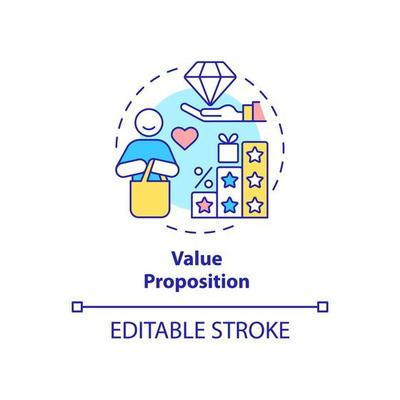 %
Value
Proposition
EDITABLE STROKE